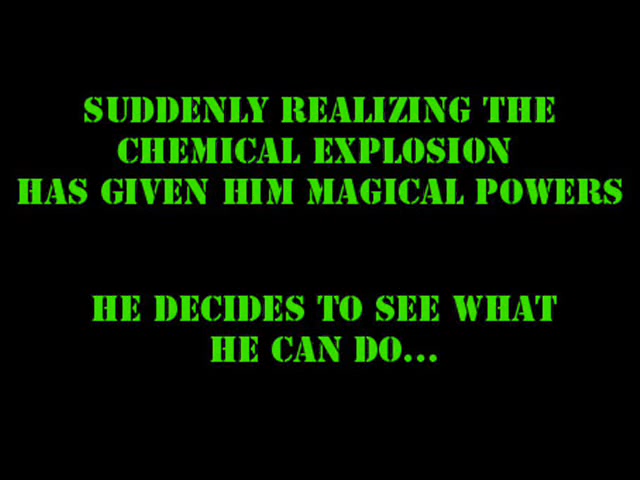 SUDDENLY REALIZING THE
CHEMICAL EXPLOSION
HAS GIVEN HIM MAGICAL POWERS
HE DECIDES TO SEE WHAT
HE CAN DO...